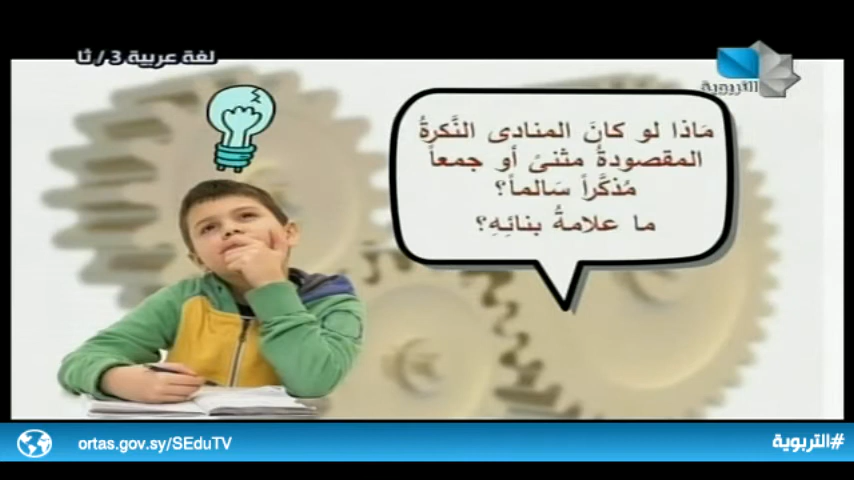 لغة عربية 3 / ثا
التربوية
مَاذا لو كانَ المنادى النَّكرةُ
المقصودةُ مثنىً أو جمعاً
مُذكَّراً سَالماً؟
ما علامةُ بنائِهِ؟
ortas.gov.sy/SEduTV
#التربوية